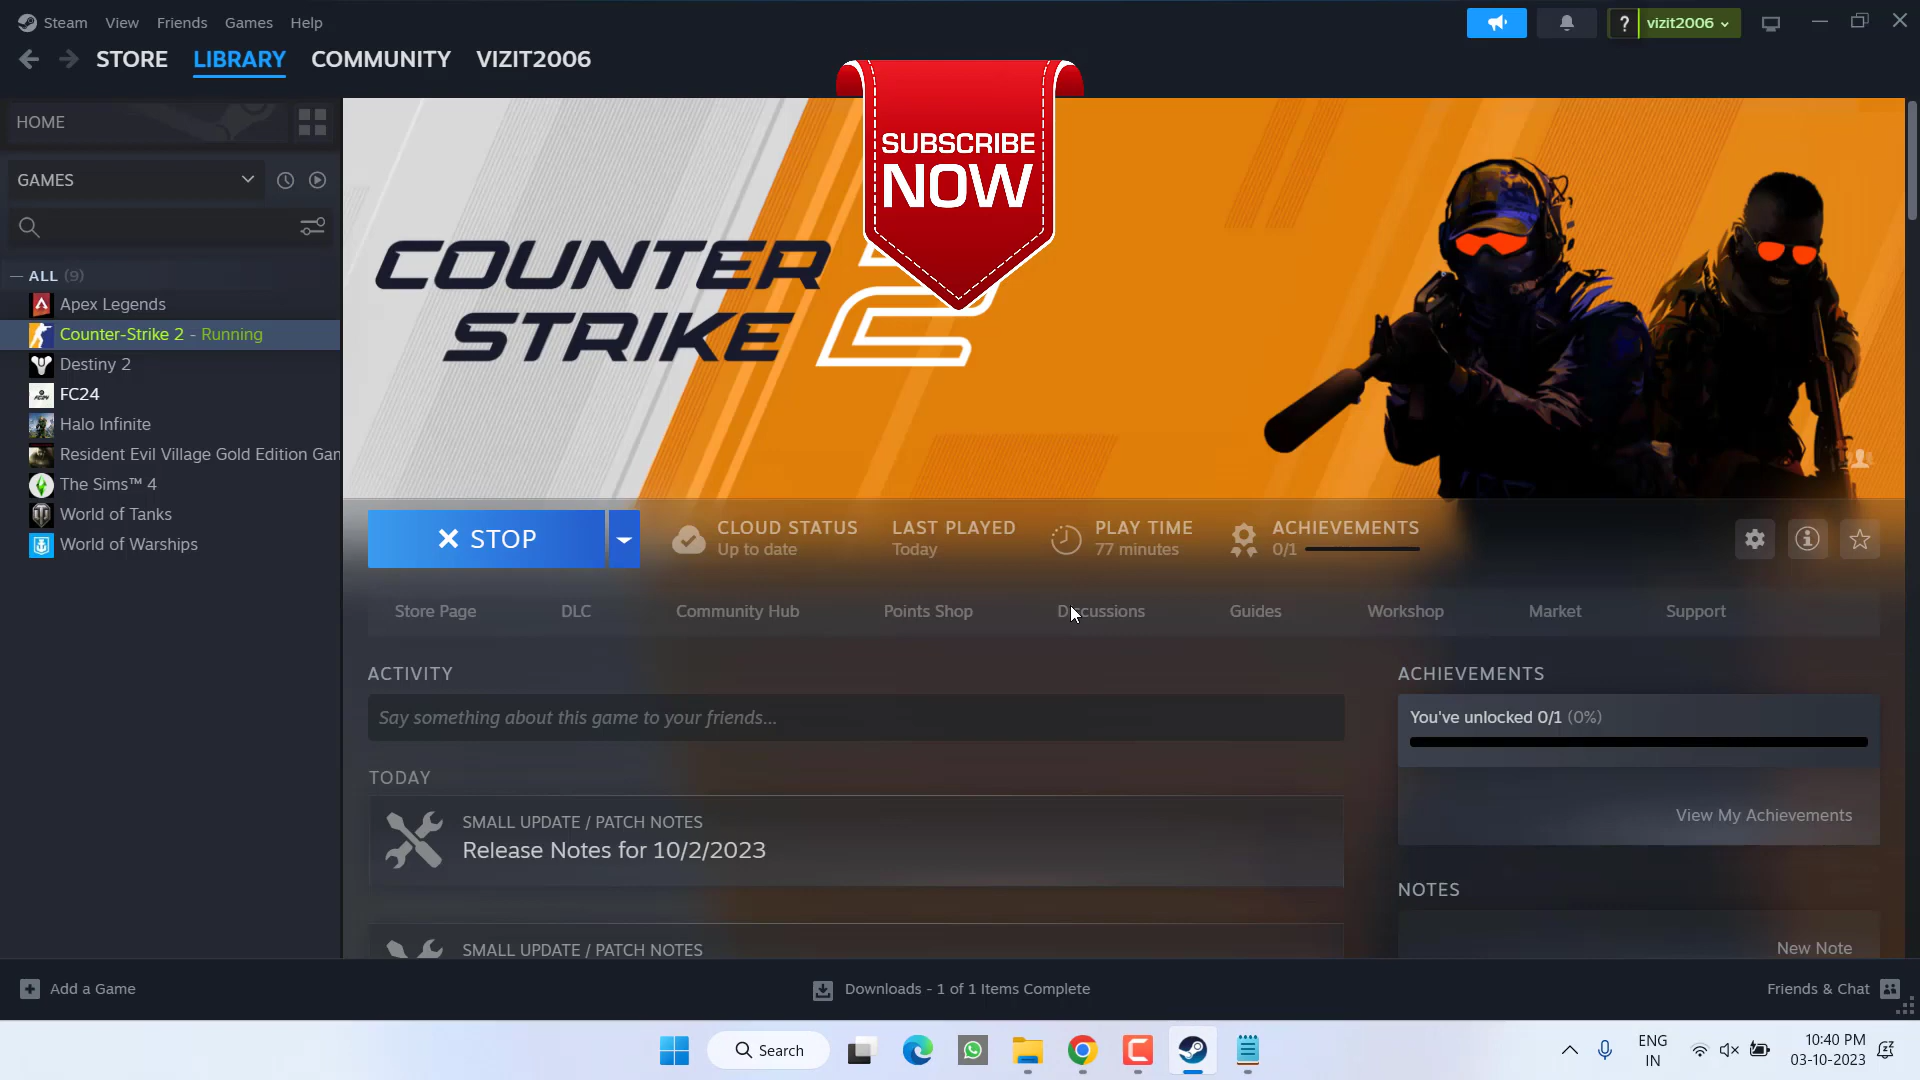 Steam View Friends Games Help
? vizit2006
STORE LIBRARY COMMUNITY VIZIT2006
HOME
GAMES
— ALL (9)
Apex Legends
Counter-Strike 2 - Running
Destiny 2
FC24
Halo Infinite
Resident Evil Village Gold Edition Gam
The Sims™ 4
World of Tanks
World of Warships
SUBSCRIBE
NOW
COUNTER
STRIKE 2
STOP
CLOUD STATUS
Up to date
LAST PLAYED
Today
PLAY TIME
77 minutes
ACHIEVEMENTS
0/1
Store Page DLC Community Hub Points Shop Discussions Guides Workshop Market Support
ACTIVITY
Say something about this game to your friends...
TODAY
SMALL UPDATE / PATCH NOTES
Release Notes for 10/2/2023
SMALL UPDATE / PATCH NOTES
ACHIEVEMENTS
You've unlocked 0/1 (0%)
View My Achievements
NOTES
New Note
Add a Game
Downloads - 1 of 1 Items Complete
Friends & Chat
Search
ENG
IN
10:40 PM
03-10-2023